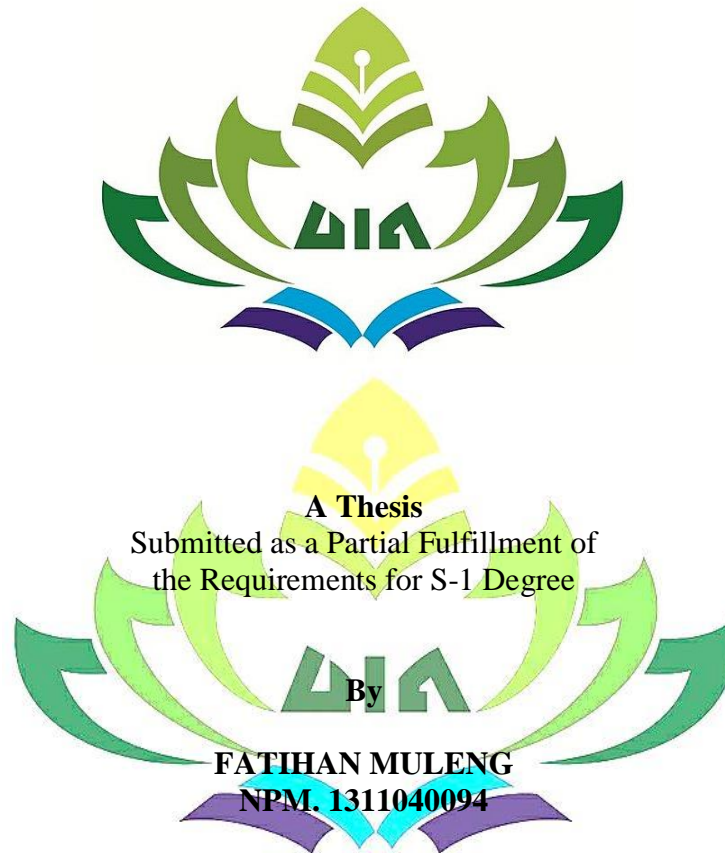 UIN
A Thesis
Submitted as a Partial Fulfillment of
the Requirements for S-1 Degree
UIN
By
FATIHAN MULENG
NPM. 1311040094